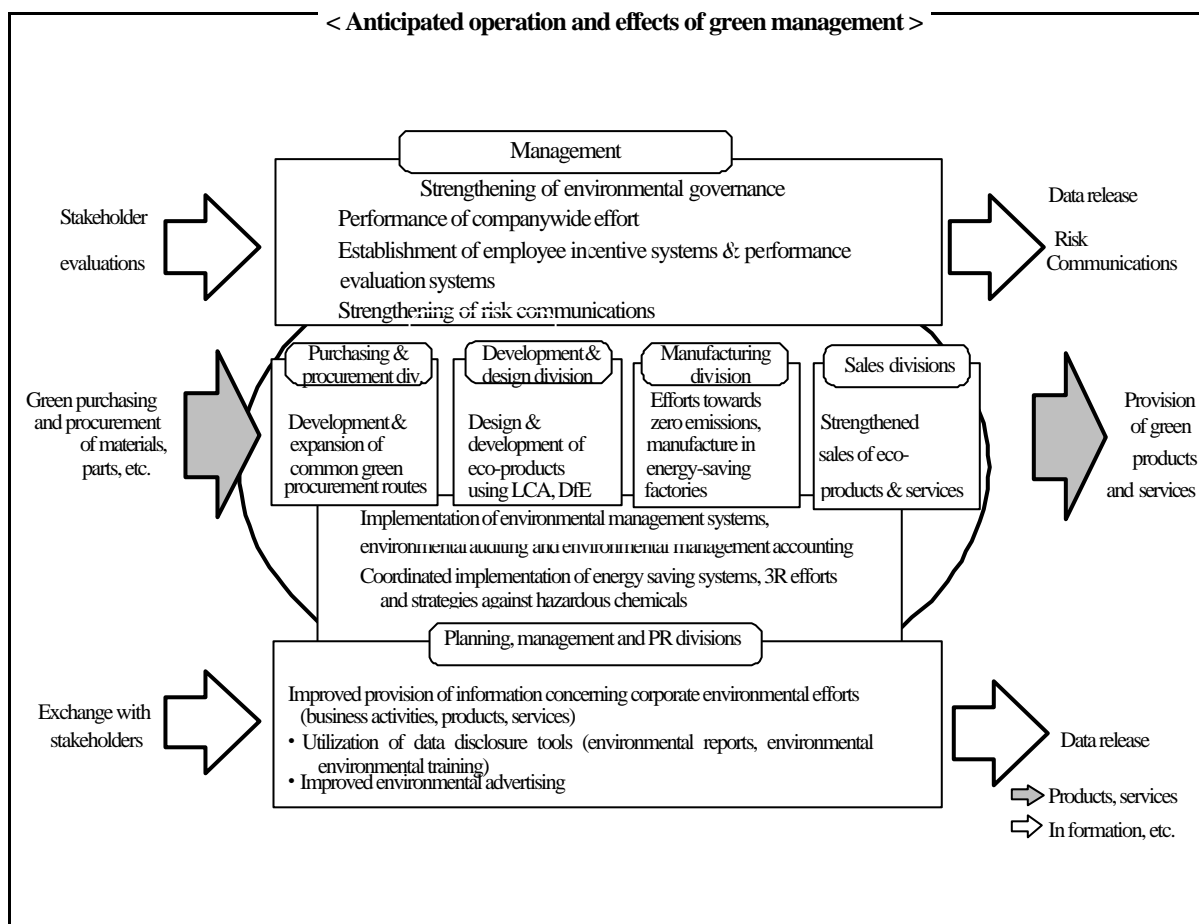 < Anticipated operation and effects of green management >
Management
Strengthening of environmental governance
Performance of companywide effort
Establishment of employee incentive systems & performance
evaluation systems
Strengthening of risk communications
Stakeholder
evaluations
Data release
Risk
Communications
Green purchasing
and procurement
of materials,
parts, etc.
Purchasing &
procurement div.
Development &
expansion of
common green
procurement routes
Development &
design division
Design &
development of
eco-products
using LCA, DfE
Manufacturing
division
Efforts towards
zero emissions,
manufacture in
energy-saving
factories
Sales divisions
Strengthened
sales of eco-
products & services
Provision
of green
products
and services
Implementation of environmental management systems,
environmental auditing and environmental management accounting
Coordinated implementation of energy saving systems, 3R efforts
and strategies against hazardous chemicals
Planning, management and PR divisions
Improved provision of information concerning corporate environmental efforts
(business activities, products, services)
• Utilization of data disclosure tools (environmental reports, environmental
environmental training)
• Improved environmental advertising
Exchange with
stakeholders
Data release
Products, services
In formation, etc.